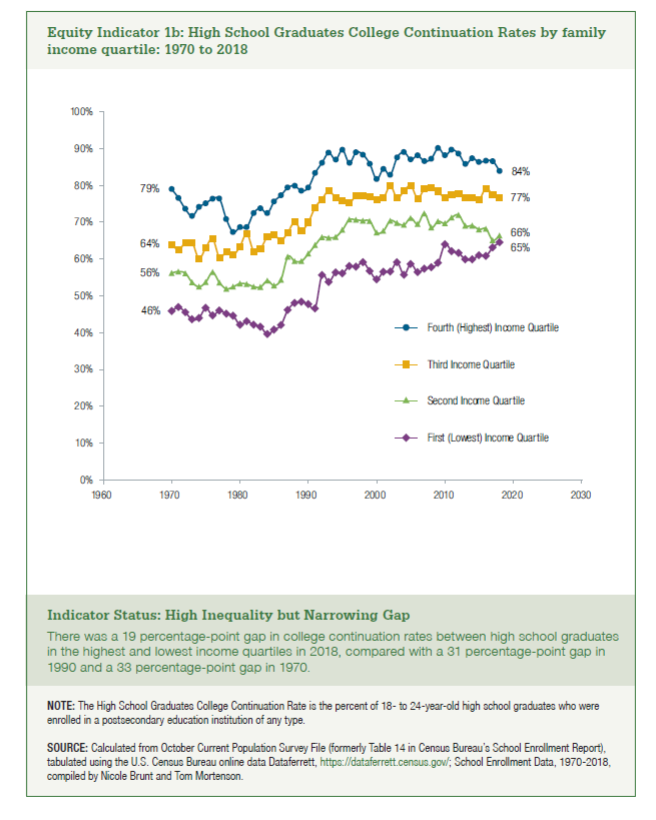 Equity Indicator 1b: High School Graduates College Continuation Rates by family
income quartile: 1970 to 2018
100%
90%
80%
70%
60%
50%
40%
30%
20%
10%
0%
79%
64%
56%
46%
84%
77%
66%
65%
Fourth (Highest) Income Quartile
Third Income Quartile
Second Income Quartile
First (Lowest) Income Quartile
1960
1970
1980
1990
2000
2010
2020
2030
Indicator Status: High Inequality but Narrowing Gap
There was a 19 percentage-point gap in college continuation rates between high school graduates
in the highest and lowest income quartiles in 2018, compared with a 31 percentage-point gap in
1990 and a 33 percentage-point gap in 1970.
NOTE: The High School Graduates College Continuation Rate is the percent of 18- to 24-year-old high school graduates who were
enrolled in a postsecondary education institution of any type.
SOURCE: Calculated from October Current Population Survey File (formerly Table 14 in Census Bureau's School Enrollment Report),
tabulated using the U.S. Census Bureau online data Dataferrett, https://dataferrett.census.gov/; School Enrollment Data, 1970-2018,
compiled by Nicole Brunt and Tom Mortenson.